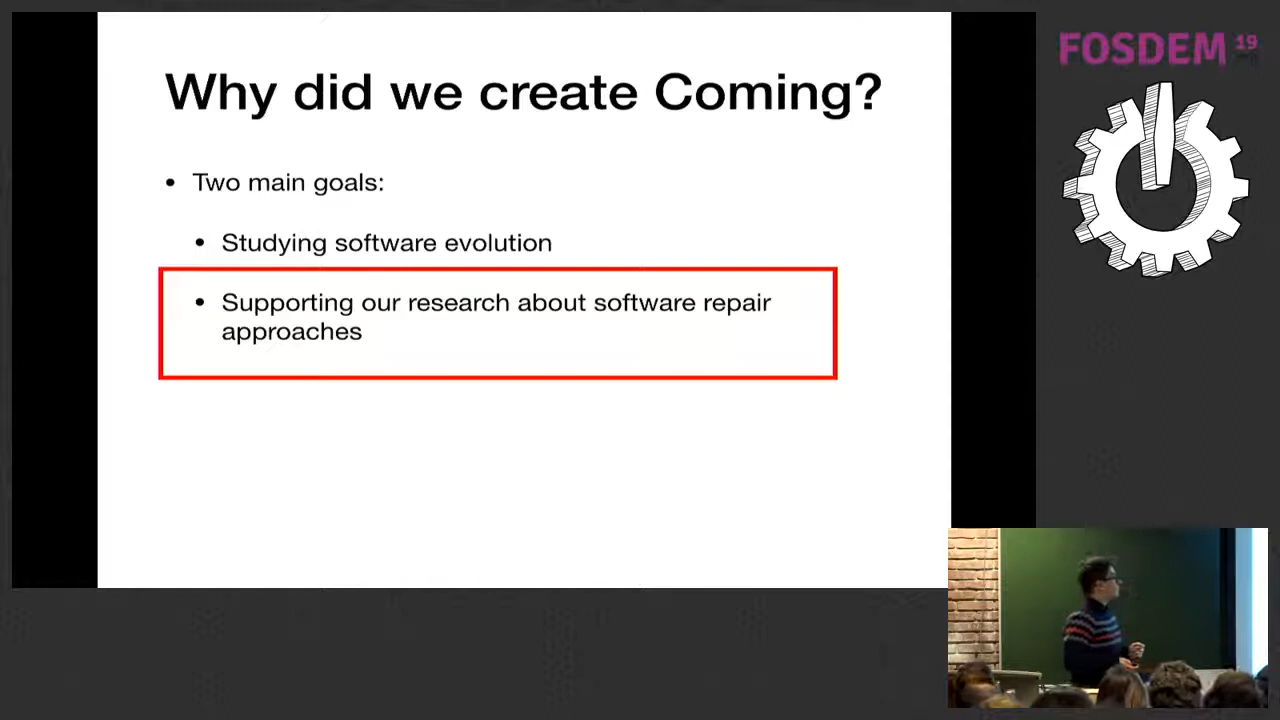 Why did we create Coming?
• Two main goals:
• Studying software evolution
• Supporting our research about software repair
approaches
FOSDEM 19